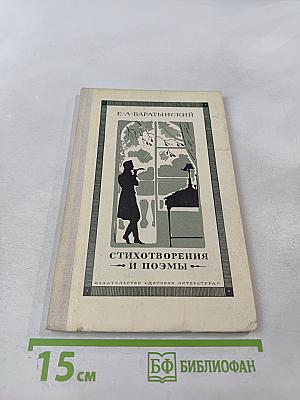 Е·А·БАРАТЫНСКИЙ
СТИХОТВОРЕНИЯ
И ПОЭМЫ
ИЗДАТЕЛЬСТВО «ДЕТСКАЯ ЛИТЕРАТУРА»
15 см
БФ БИБЛИОФАН